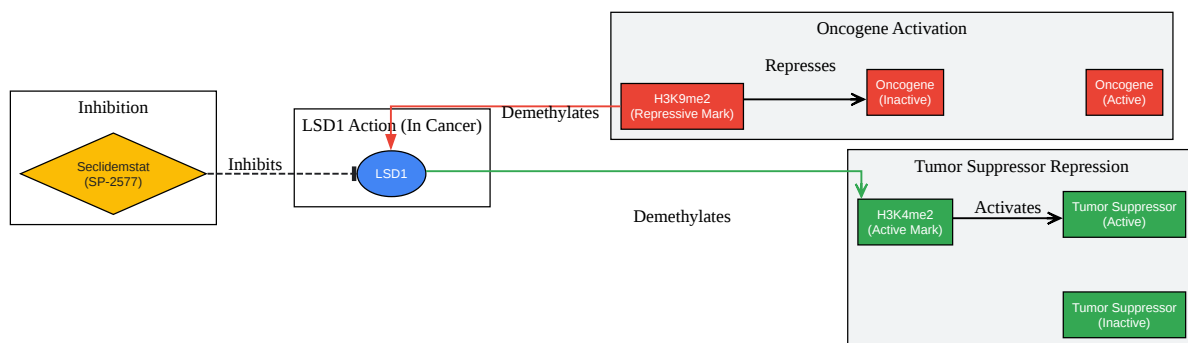 Oncogene Activation
Represses
H3K9me2
(Repressive Mark)
Oncogene
(Inactive)
Oncogene
(Active)
Inhibition
Seclidemstat
(SP-2577)
Inhibits
LSD1 Action (In Cancer)
LSD1
Demethylates
Demethylates
Tumor Suppressor Repression
H3K4me2
(Active Mark)
Activates
Tumor Suppressor
(Active)
Tumor Suppressor
(Inactive)